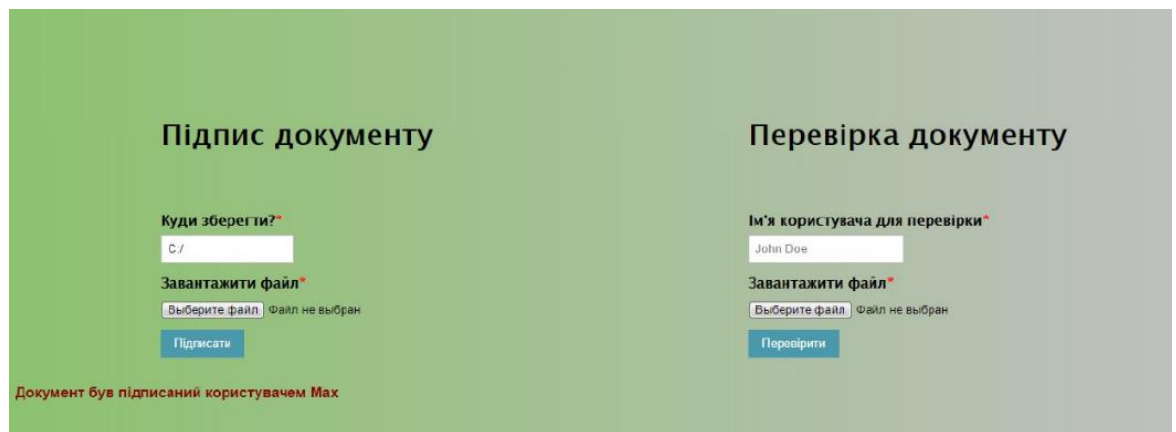 Підпис документу
Куди зберегти?*
C:/
Завантажити файл*
Выберите файл Файл не выбран
Підписати
Перевірка документу
Ім'я користувача для перевірки*
John Doe
Завантажити файл*
Выберите файл Файл не выбран
Перевірити
Документ був підписаний користувачем Max